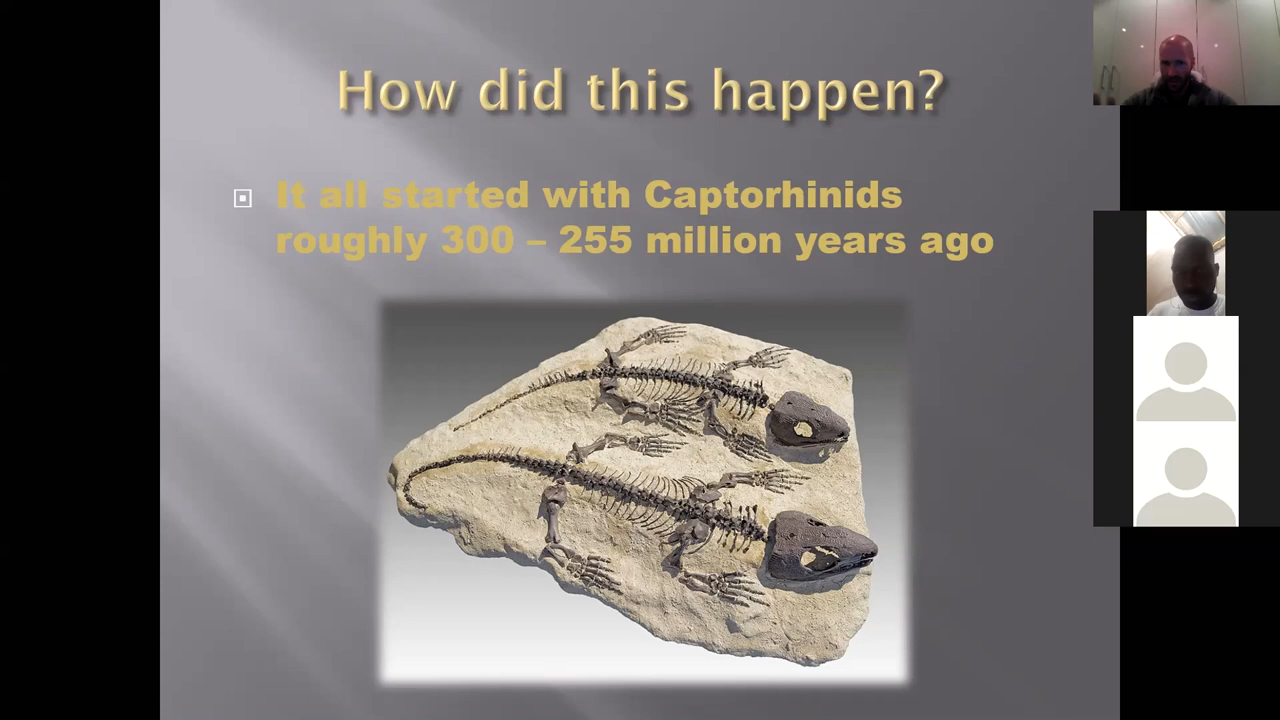 How did this happen?
It all started with Captorhinids
roughly 300 – 255 million years ago